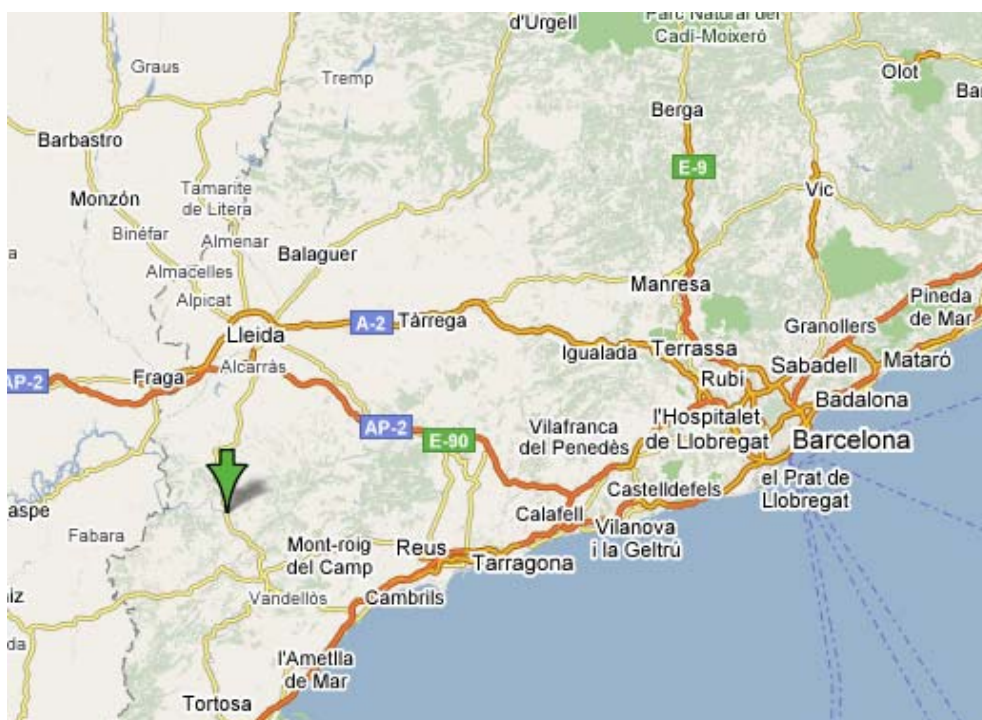 d'Urgell
Parc Natural del
Cadí-Moixeró
Graus
Tremp
Olot
Berga
Barbastro
E-9
Monzón
Tamarite
de Litera
Vic
Binéfar
Almenar
Balaguer
Almacelles
Manresa
Alpicat
Pineda
de Mar
Lleida
A-2
Tàrrega
Granollers
Igualada
Terrassa
Sabadell
Mataró
Fraga
Alcarràs
AP-2
Rubí
Badalona
AP-2
E-90
Vilafranca
del Penedès
l'Hospitalet
de Llobregat
Barcelona
el Prat de
Llobregat
Castelldefels
Calafell
Vilanova
i la Geltrú
Fabara
Mont-roig
del Camp
Reus
Tarragona
Vandellòs
Cambrils
l'Ametlla
de Mar
Tortosa